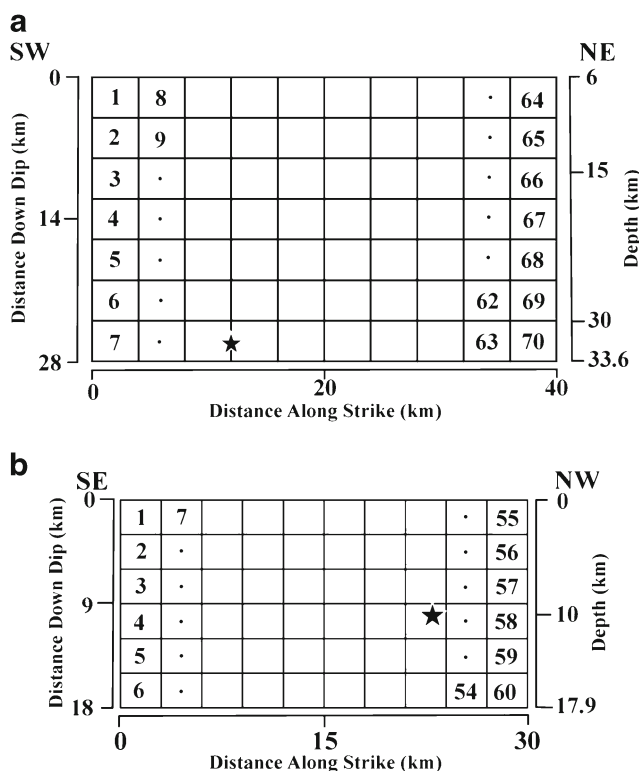 a
SW NE
0 6
1 8 · 64
2 9 · 65
3 · · 66 15
14 4 · · 67
5 · · 68
6 · 62 69
30
7 · ★ 63 70
28 33.6
0 20 40
Distance Down Dip (km)
Depth (km)
Distance Along Strike (km)
b
SE NW
0 0
1 7 · 55
2 · · 56
3 · · 57
9
4 · ★ · 58 10
5 · · 59
6 · 54 60
18 17.9
0 15 30
Distance Down Dip (km)
Depth (km)
Distance Along Strike (km)